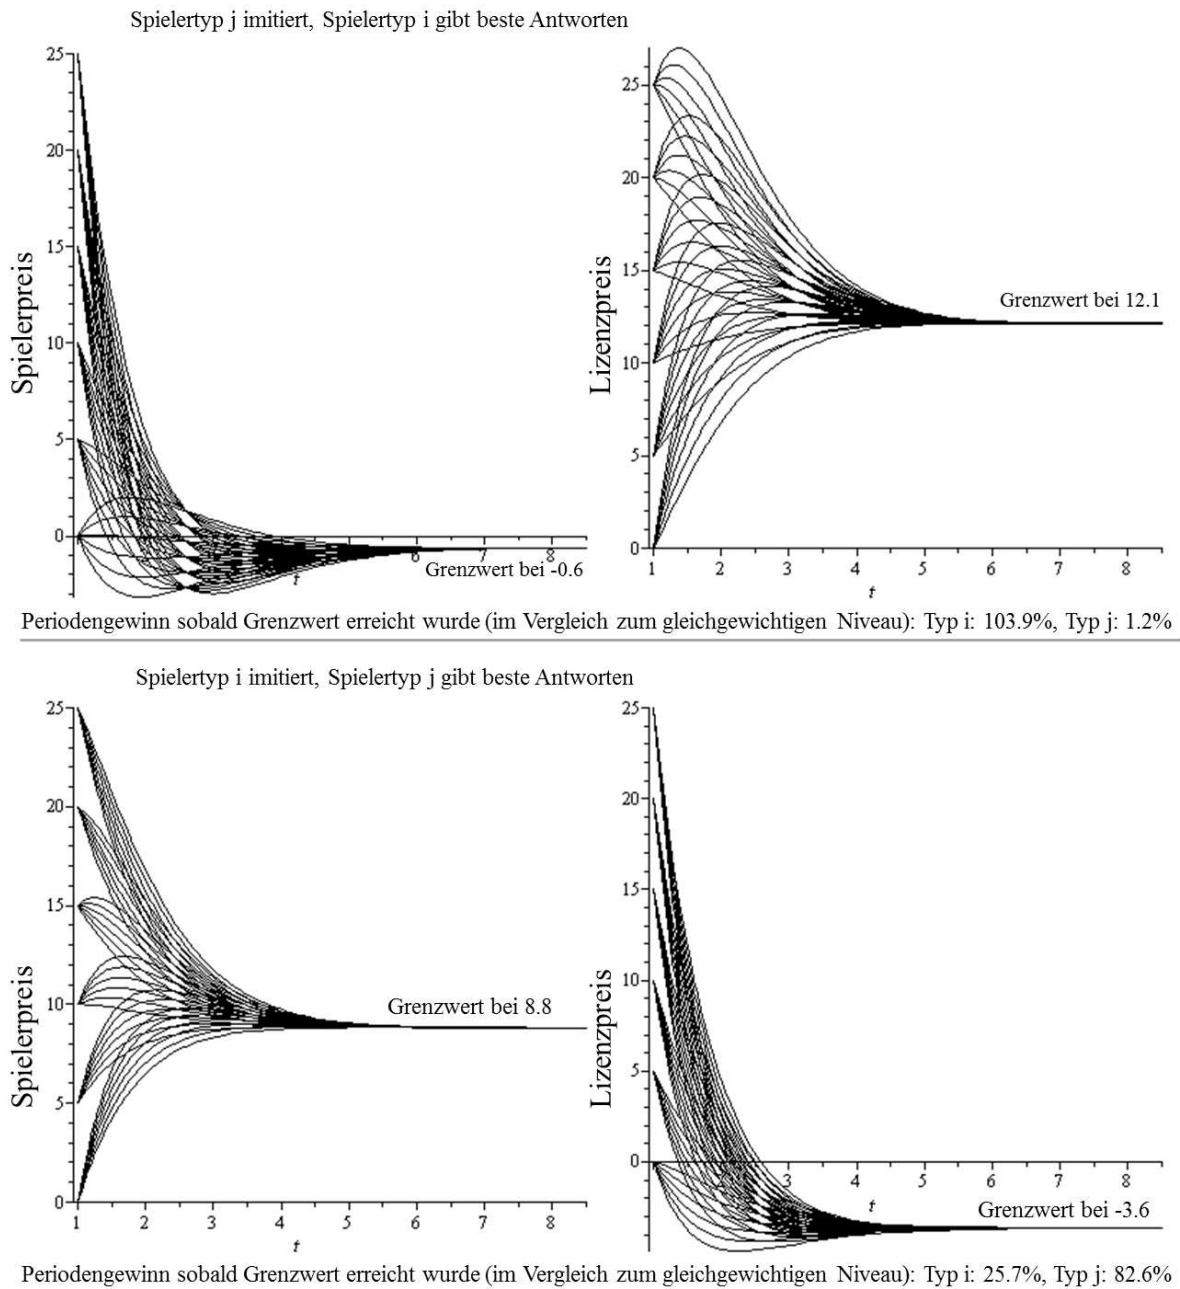 Spielertyp j imitiert, Spielertyp i gibt beste Antworten
Spielerpreis
25
20
15
10
5
0
6
7
8
t
Grenzwert bei -0.6
Lizenzpreis
25
20
15
10
5
0
Grenzwert bei 12.1
1 2 3 4 5 6 7 8
t
Periodengewinn sobald Grenzwert erreicht wurde (im Vergleich zum gleichgewichtigen Niveau): Typ i: 103.9%, Typ j: 1.2%
Spielertyp i imitiert, Spielertyp j gibt beste Antworten
Spielerpreis
25
20
15
10
5
0
Grenzwert bei 8.8
1 2 3 4 5 6 7 8
t
Lizenzpreis
25
20
15
10
5
0
3 4 5 6 7 8
t
Grenzwert bei -3.6
Periodengewinn sobald Grenzwert erreicht wurde (im Vergleich zum gleichgewichtigen Niveau): Typ i: 25.7%, Typ j: 82.6%